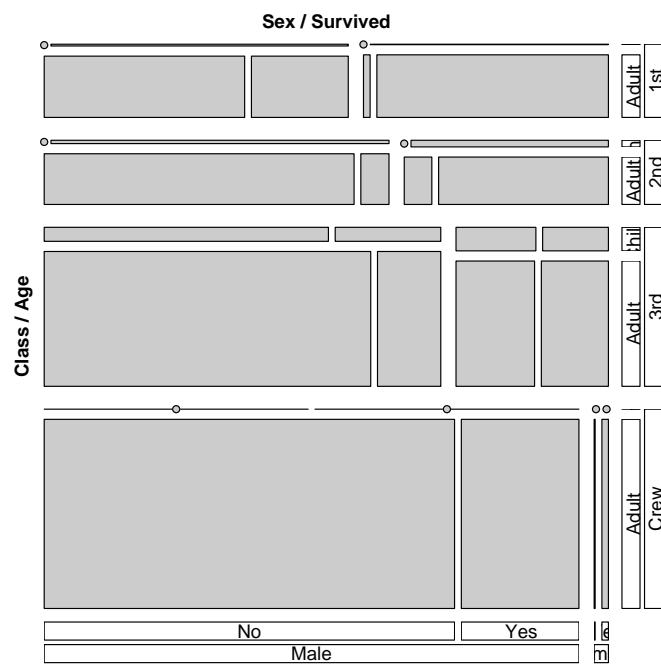 Sex / Survived
Adult
1st
Adult
2nd
Adult
3rd
Class / Age
Adult
Crew
No
Yes
Male